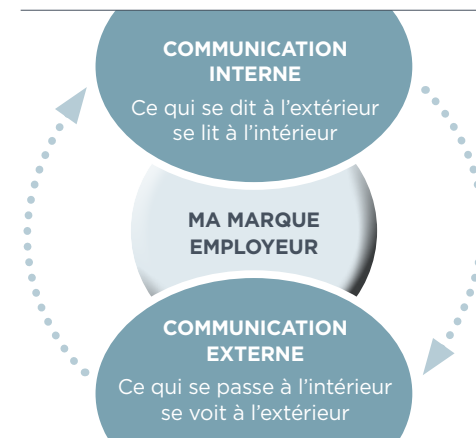 COMMUNICATION
INTERNE
Ce qui se dit à l’extérieur
se lit à l’intérieur
MA MARQUE
EMPLOYEUR
COMMUNICATION
EXTERNE
Ce qui se passe à l’intérieur
se voit à l’extérieur